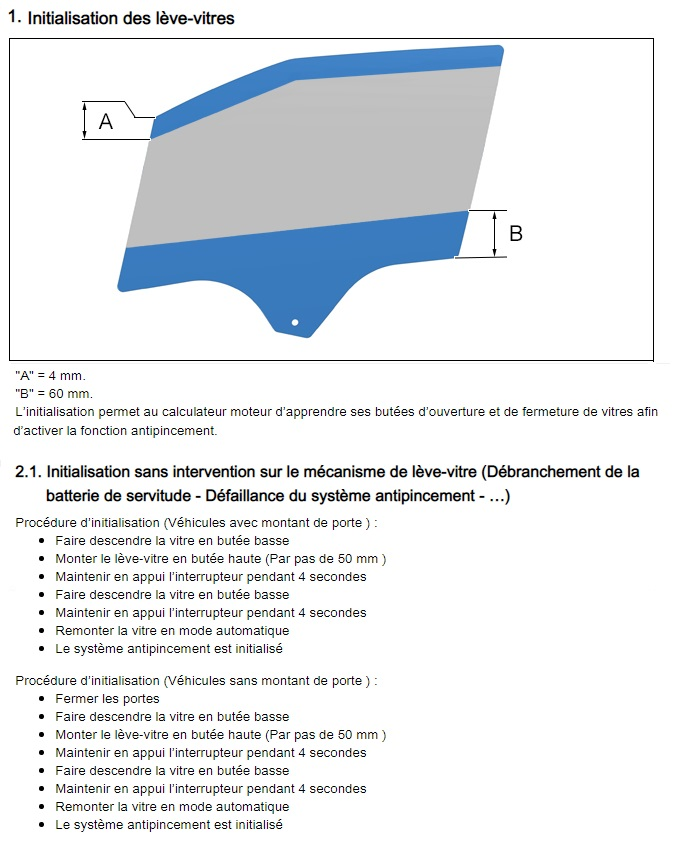 1. Initialisation des lève-vitres
A
B
"A" = 4 mm.
"B" = 60 mm.
L’initialisation permet au calculateur moteur d’apprendre ses butées d’ouverture et de fermeture de vitres afin
d’activer la fonction antipincement.
2.1. Initialisation sans intervention sur le mécanisme de lève-vitre (Débranchement de la
batterie de servitude - Défaillance du système antipincement - …)
Procédure d’initialisation (Véhicules avec montant de porte ) :
• Faire descendre la vitre en butée basse
• Monter le lève-vitre en butée haute (Par pas de 50 mm )
• Maintenir en appui l’interrupteur pendant 4 secondes
• Faire descendre la vitre en butée basse
• Maintenir en appui l’interrupteur pendant 4 secondes
• Remonter la vitre en mode automatique
• Le système antipincement est initialisé
Procédure d’initialisation (Véhicules sans montant de porte ) :
• Fermer les portes
• Faire descendre la vitre en butée basse
• Monter le lève-vitre en butée haute (Par pas de 50 mm )
• Maintenir en appui l’interrupteur pendant 4 secondes
• Faire descendre la vitre en butée basse
• Maintenir en appui l’interrupteur pendant 4 secondes
• Remonter la vitre en mode automatique
• Le système antipincement est initialisé